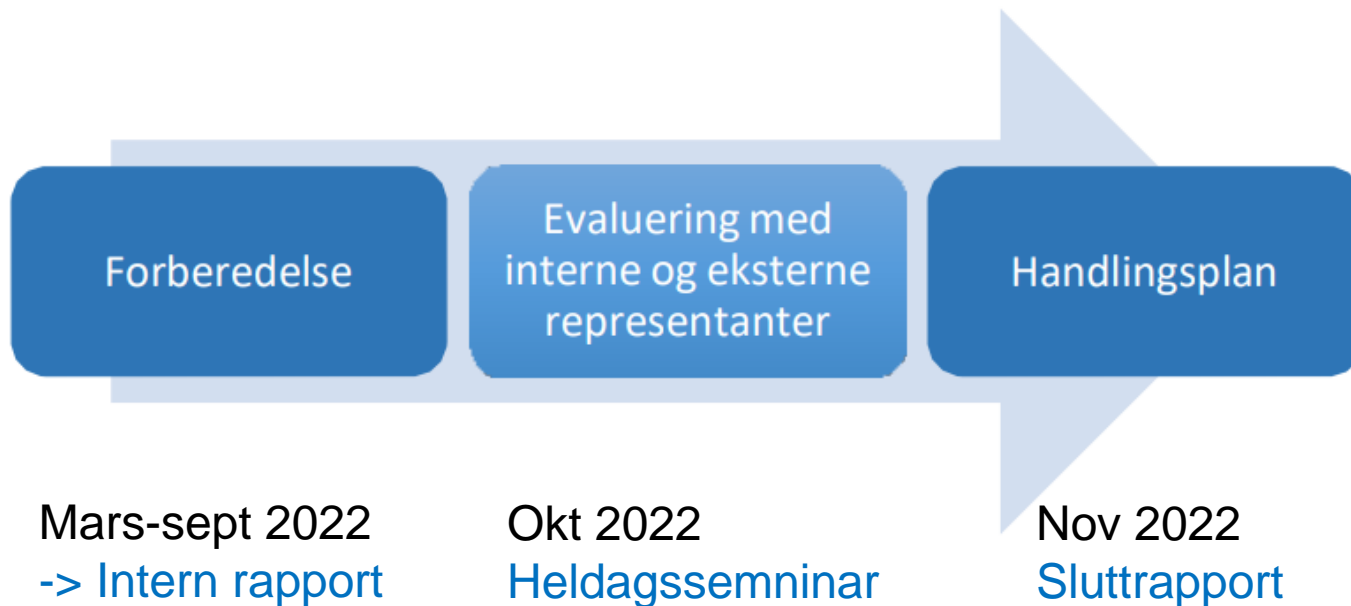 Forberedelse
Evaluering med
interne og eksterne
representanter
Handlingsplan
Mars-sept 2022
-> Intern rapport
Okt 2022
Heldagssemninar
Nov 2022
Sluttrapport